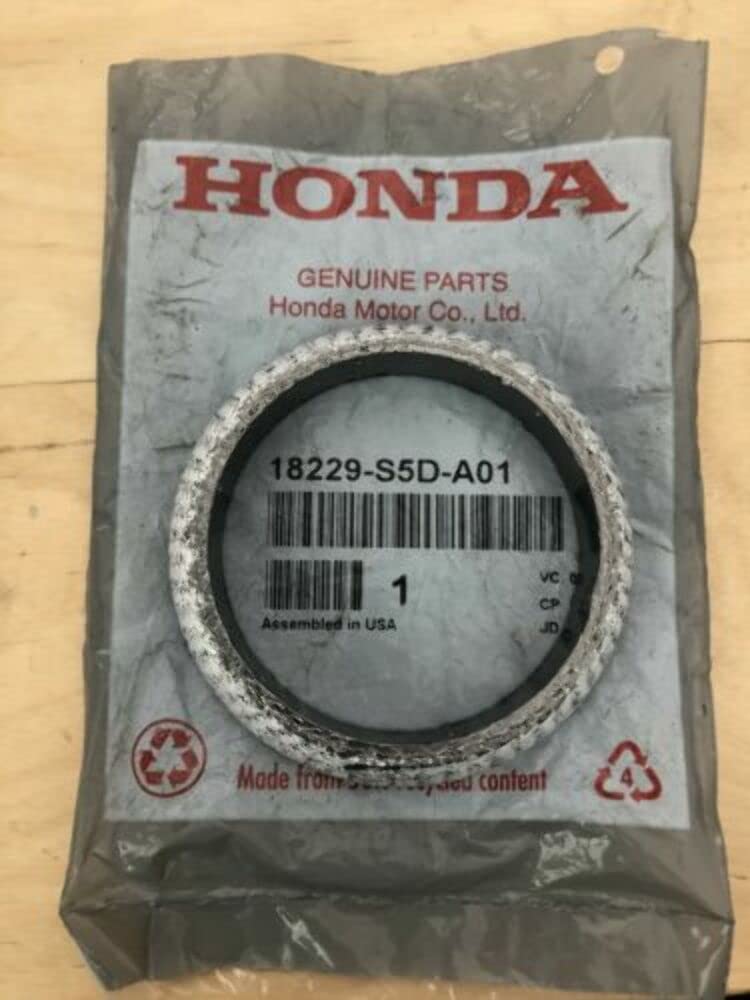 HONDA
GENUINE PARTS
Honda Motor Co., Ltd.
18229-S5D-A01
1
VC
CP
Assembled in USA
JD
Made from content
4